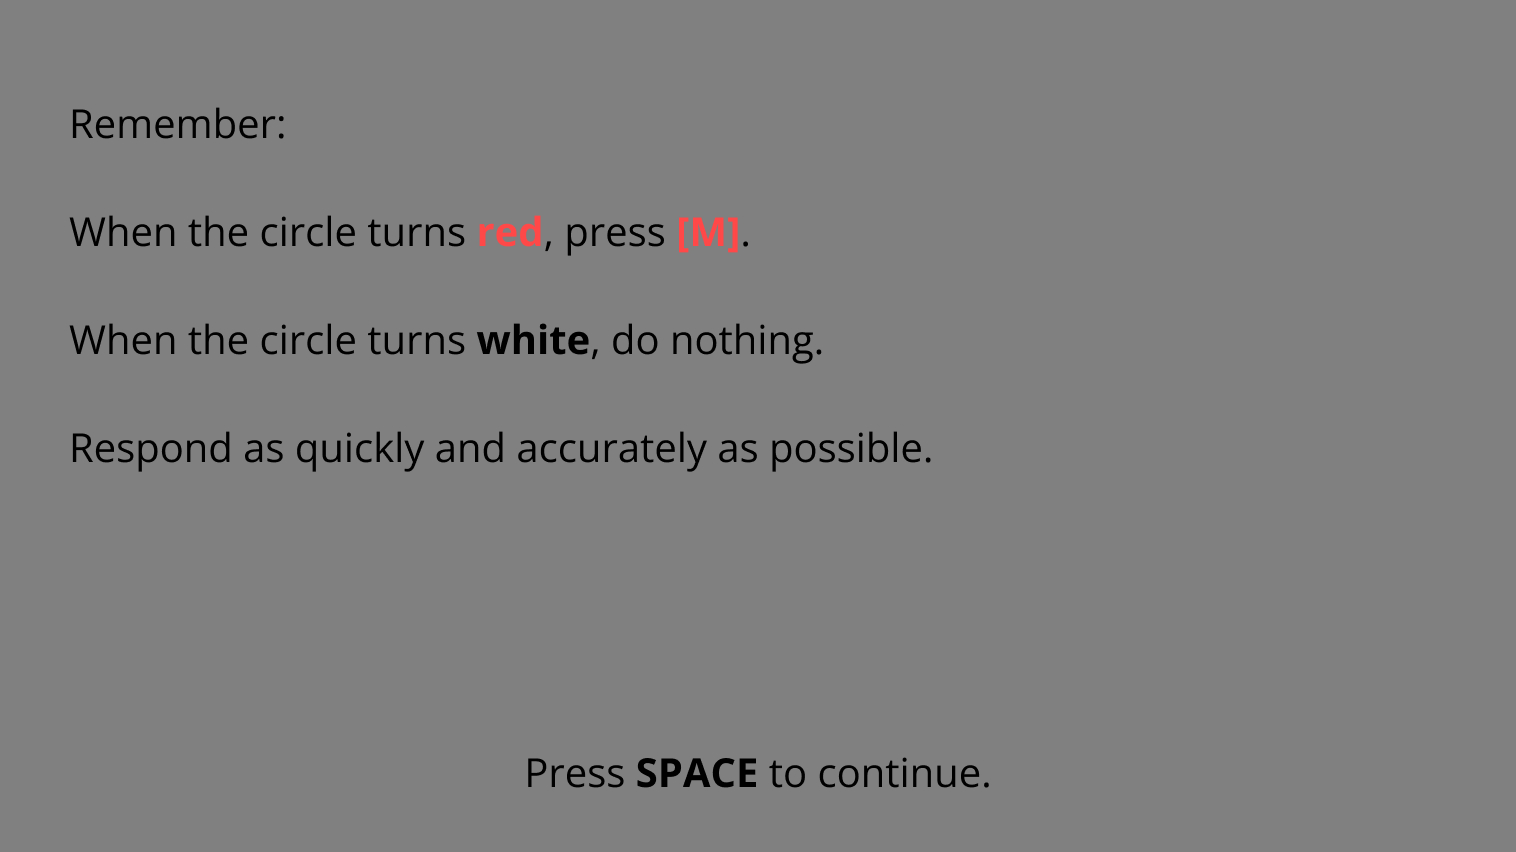 Remember:
When the circle turns red, press [M].
When the circle turns white, do nothing.
Respond as quickly and accurately as possible.
Press SPACE to continue.